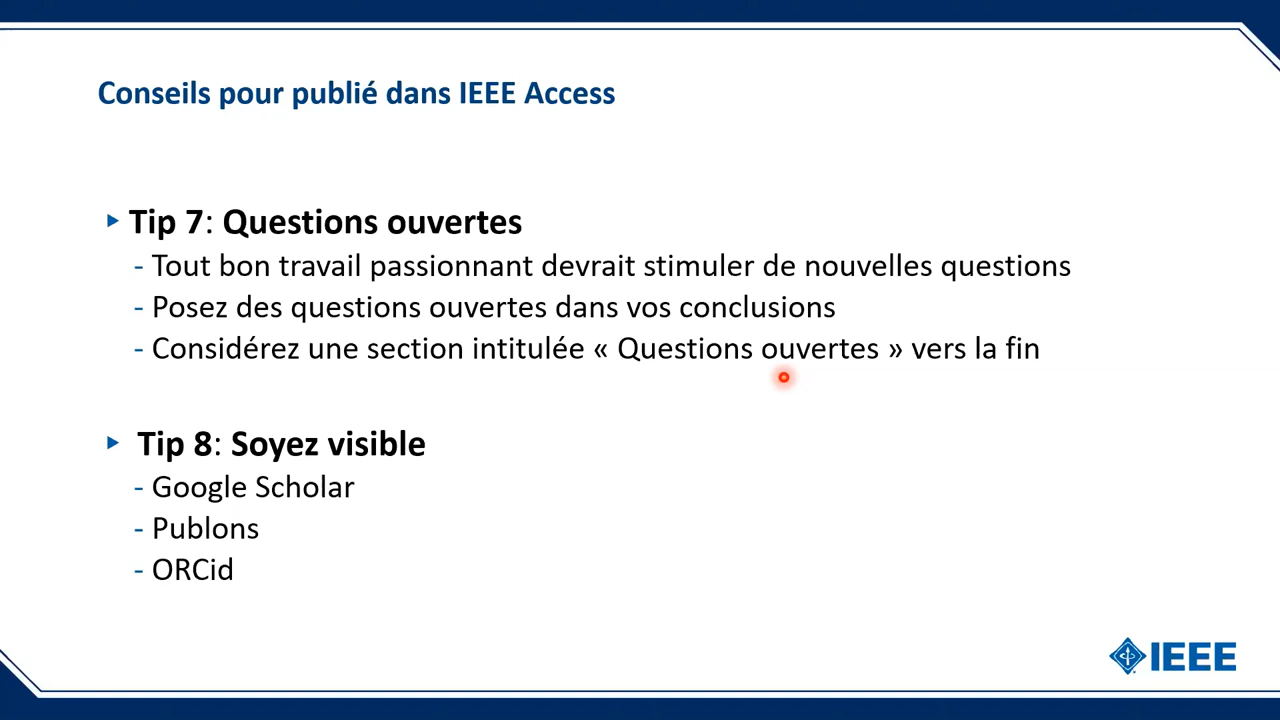 Conseils pour publié dans IEEE Access
Tip 7: Questions ouvertes
- Tout bon travail passionnant devrait stimuler de nouvelles questions
- Posez des questions ouvertes dans vos conclusions
- Considérez une section intitulée « Questions ouvertes » vers la fin
Tip 8: Soyez visible
- Google Scholar
- Publons
- ORCid
IEEE